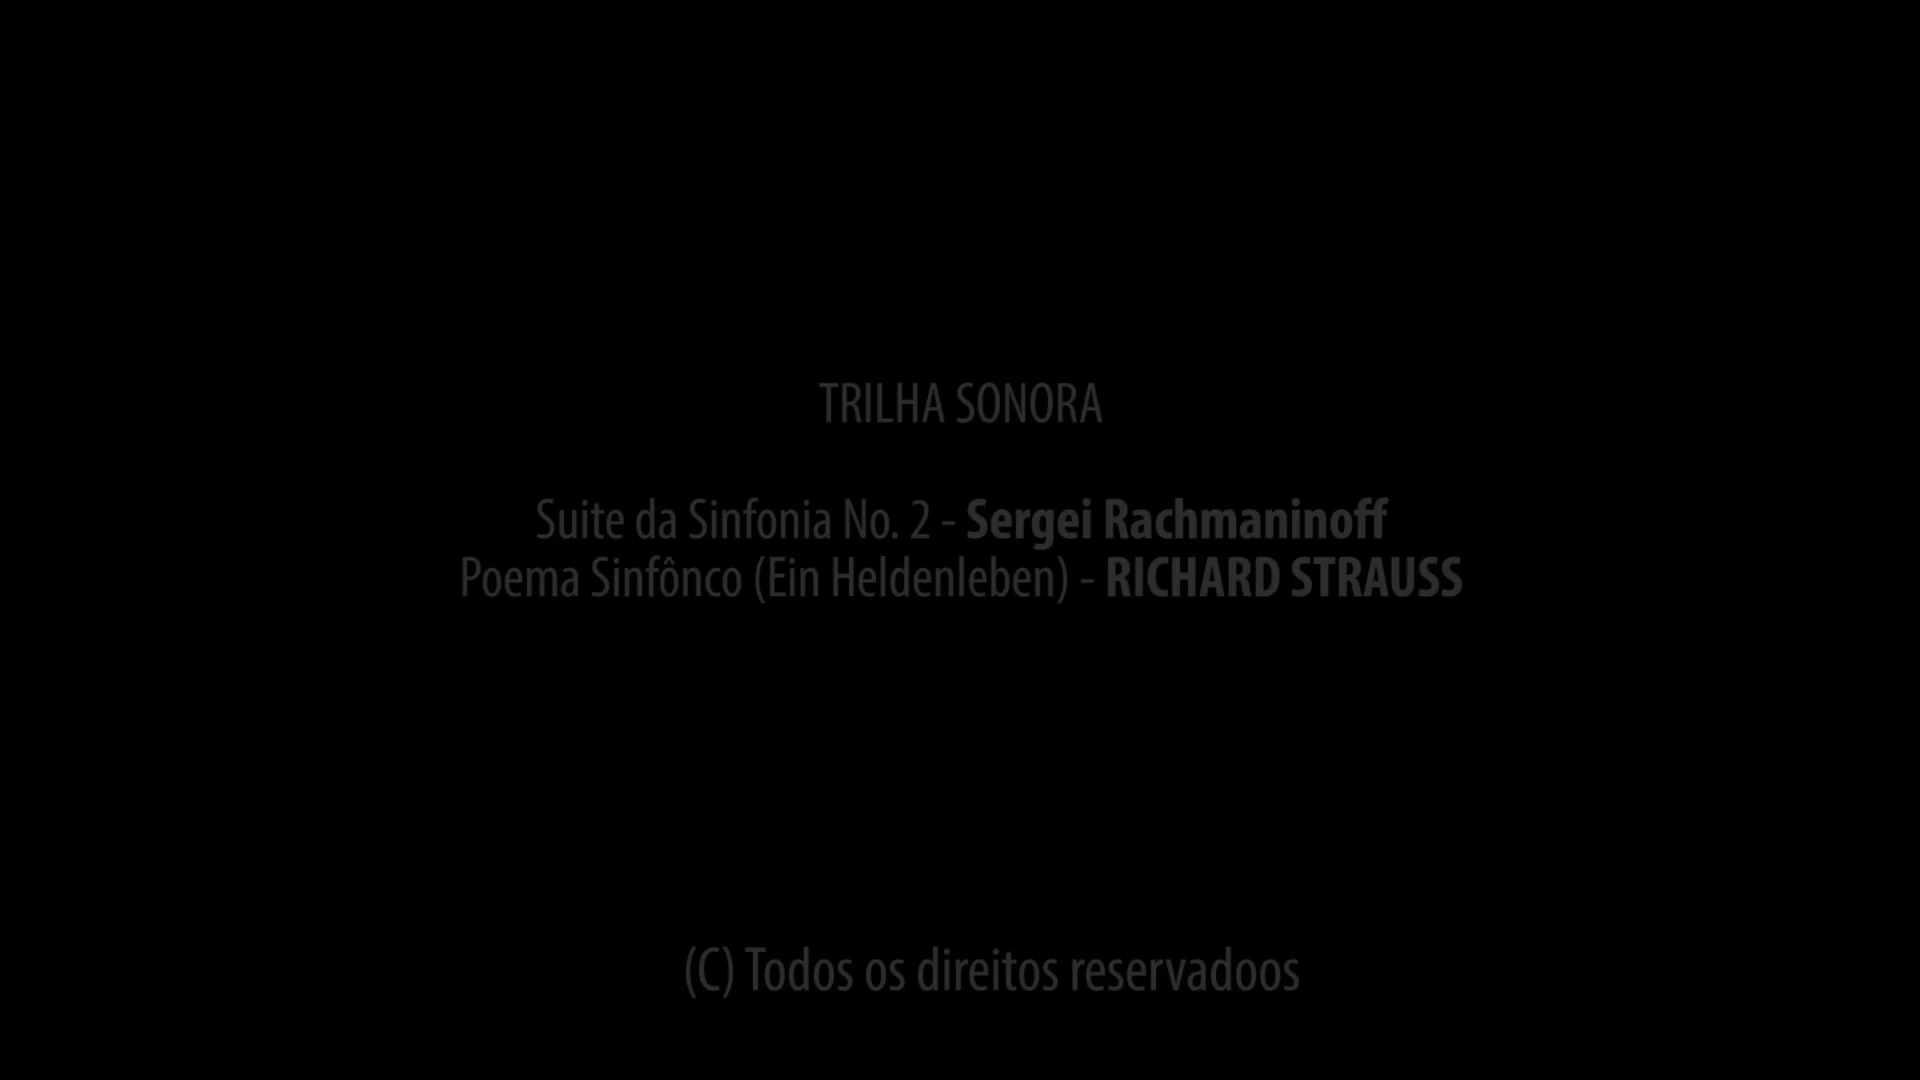 TRILHA SONORA
Suite da Sinfonia No. 2 - Sergei Rachmaninoff
Poema Sinfônco (Ein Heldenleben) - RICHARD STRAUSS
(C) Todos os direitos reservadoos